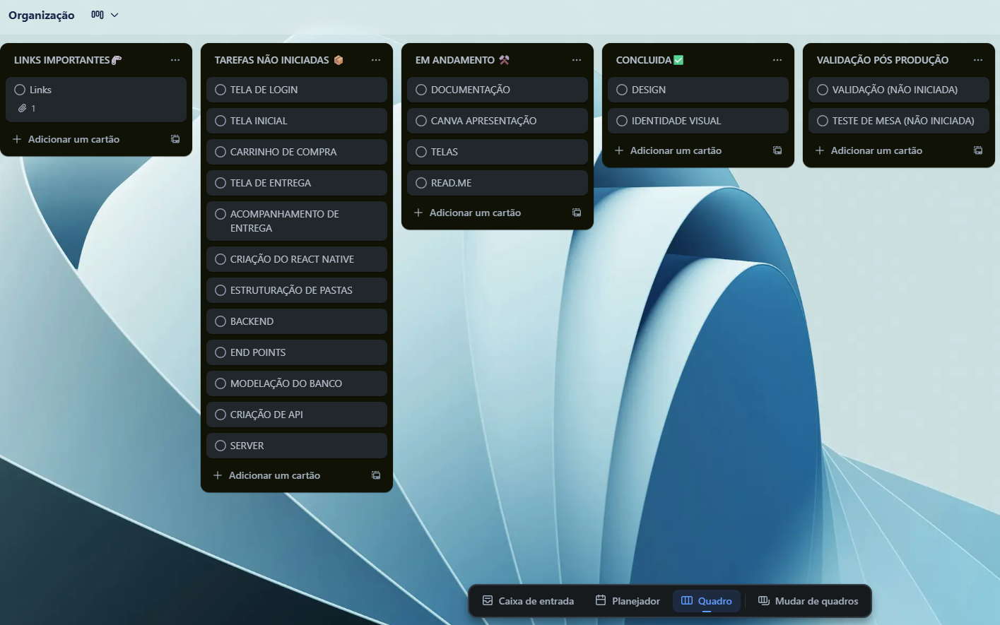 Organização
LINKS IMPORTANTES
Links
1
Adicionar um cartão
TAREFAS NÃO INICIADAS 📦
TELA DE LOGIN
TELA INICIAL
CARRINHO DE COMPRA
TELA DE ENTREGA
ACOMPANHAMENTO DE
ENTREGA
CRIAÇÃO DO REACT NATIVE
ESTRUTURAÇÃO DE PASTAS
BACKEND
END POINTS
MODELAÇÃO DO BANCO
CRIAÇÃO DE API
SERVER
Adicionar um cartão
EM ANDAMENTO ⚒️
DOCUMENTAÇÃO
CANVA APRESENTAÇÃO
TELAS
READ.ME
Adicionar um cartão
CONCLUIDA✅
DESIGN
IDENTIDADE VISUAL
Adicionar um cartão
VALIDAÇÃO PÓS PRODUÇÃO
VALIDAÇÃO (NÃO INICIADA)
TESTE DE MESA (NÃO INICIADA)
Adicionar um cartão
Caixa de entrada
Planejador
Quadro
Mudar de quadros